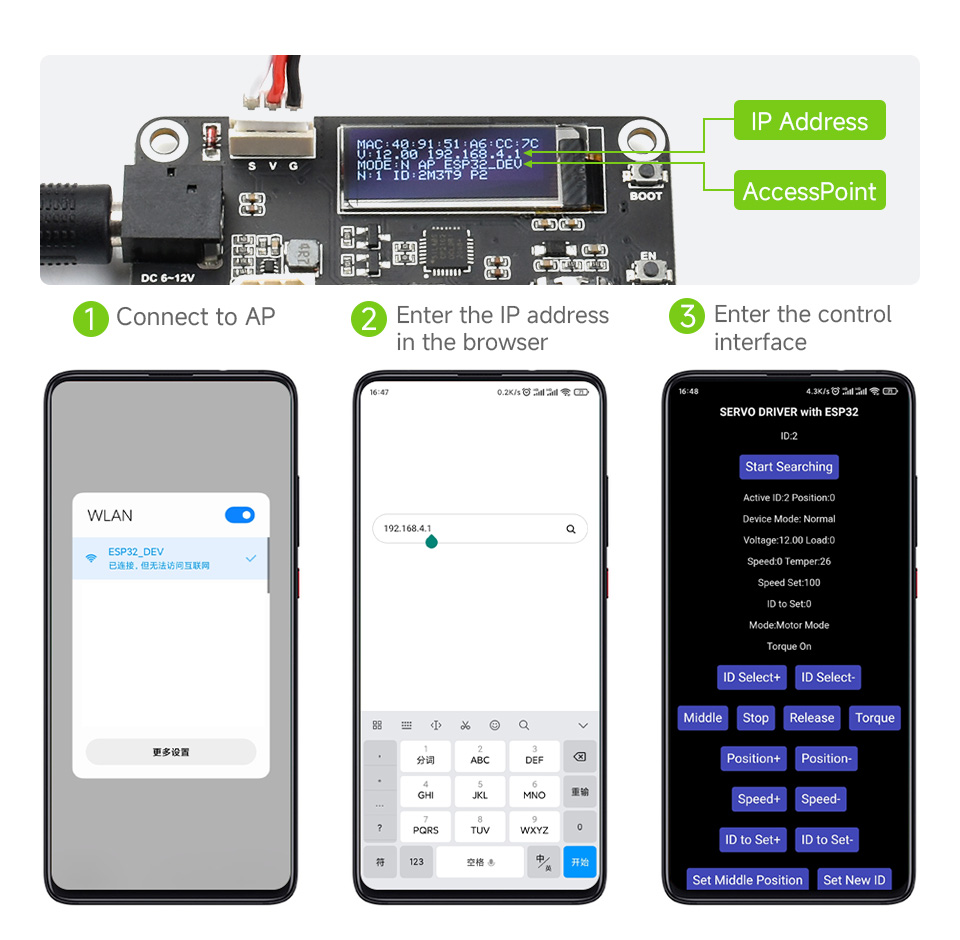 MAC:40:91:51:A6:CC:7C
V:12.00 192.168.4.1
MODE:N AP ESP32_DEV
N:1 ID:2M3T9 P2
IP Address
AccessPoint
S V G
BOOT
4R7
EN
DC 6~12V
1 Connect to AP
2 Enter the IP address
in the browser
3 Enter the control
interface
WLAN
ESP32_DEV
已连接，但无法访问互联网
更多设置
16:47
0.2K/s
192.168.4.1
1
分词
2
ABC
3
DEF
4
GHI
5
JKL
6
MNO
重输
...
?
7
PQRS
8
TUV
9
WXYZ
0
符
123
空格
中/英
开始
16:48
4.3K/s
SERVO DRIVER with ESP32
ID:2
Start Searching
Active ID:2 Position:0
Device Mode: Normal
Voltage:12.00 Load:0
Speed:0 Temper:26
Speed Set:100
ID to Set:0
Mode:Motor Mode
Torque On
ID Select+ ID Select-
Middle Stop Release Torque
Position+ Position-
Speed+ Speed-
ID to Set+ ID to Set-
Set Middle Position Set New ID